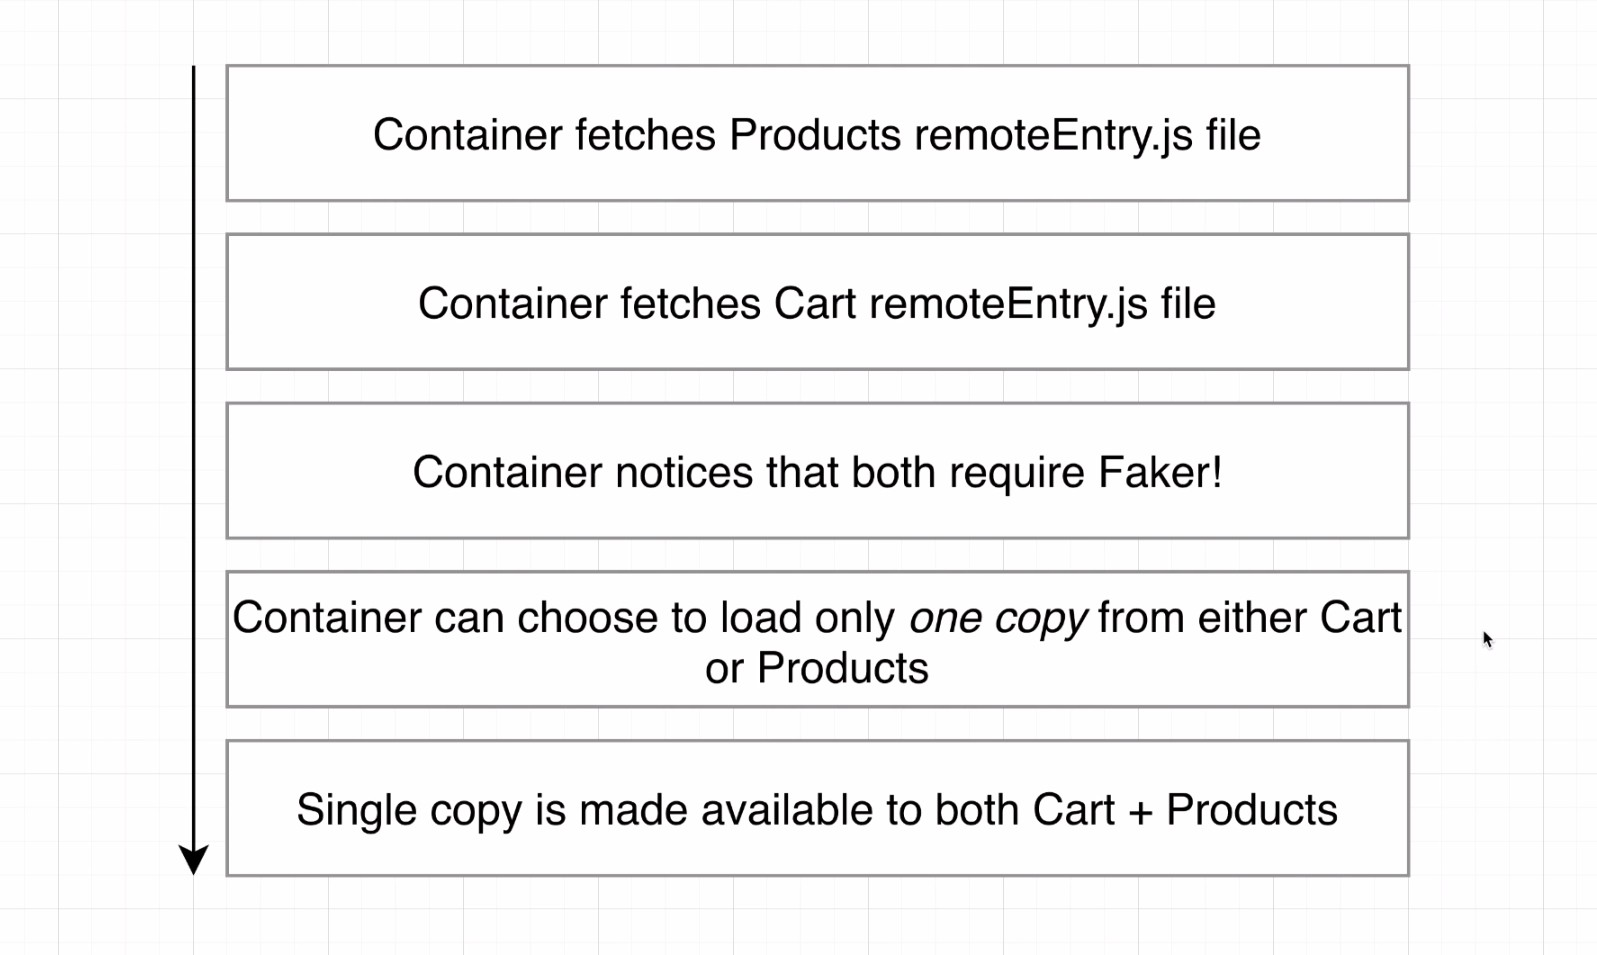 Container fetches Products remoteEntry.js file
Container fetches Cart remoteEntry.js file
Container notices that both require Faker!
Container can choose to load only one copy from either Cart
or Products
Single copy is made available to both Cart + Products